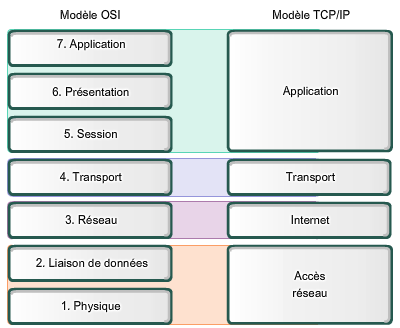 Modèle OSI
Modèle TCP/IP
7. Application
6. Présentation
5. Session
Application
4. Transport
Transport
3. Réseau
Internet
2. Liaison de données
1. Physique
Accès
réseau